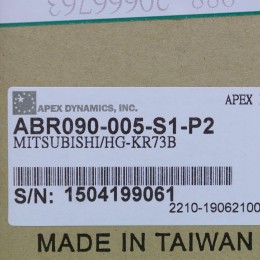 APEX DYNAMICS, INC.
APEX
ABR090-005-S1-P2
MITSUBISHI/HG-KR73B
S/N: 1504199061
2210-19062100
MADE IN TAIWAN